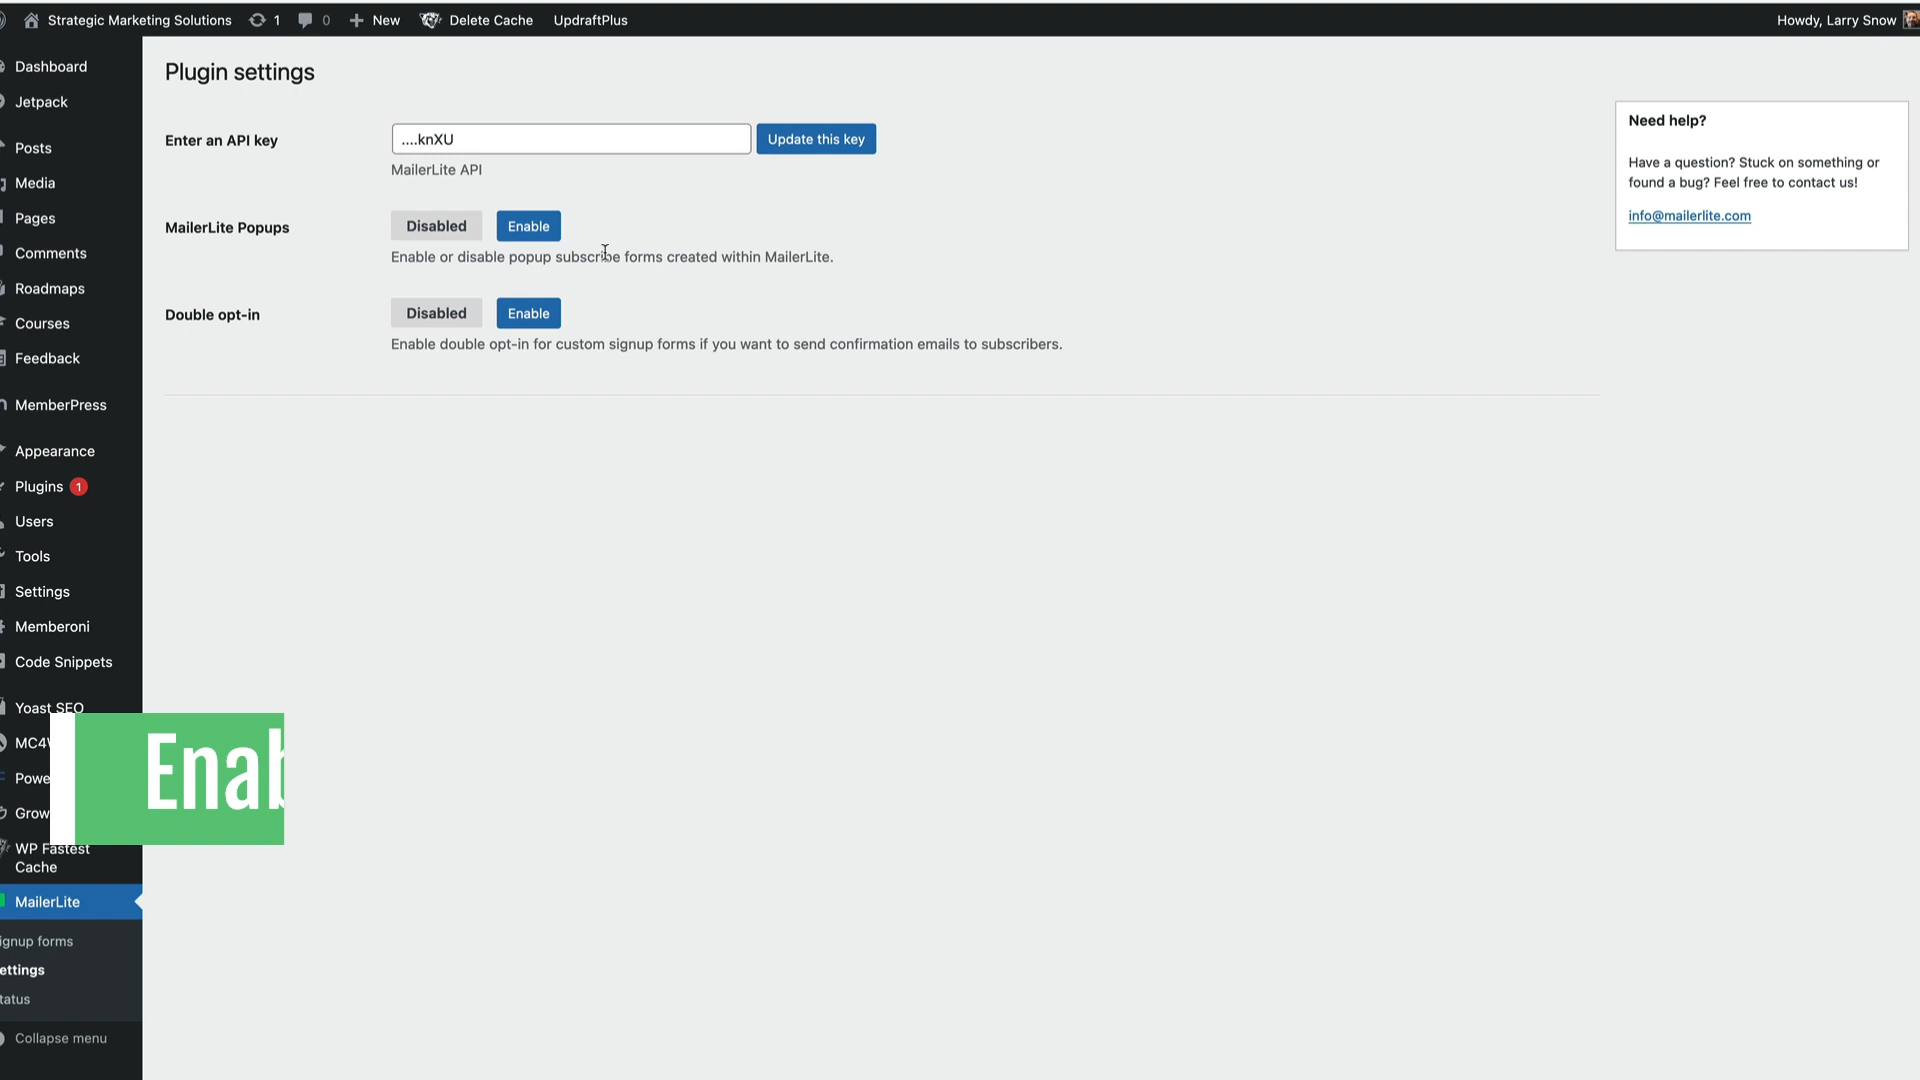 Strategic Marketing Solutions 1 0 New Delete Cache UpdraftPlus Howdy, Larry Snow
Dashboard
Jetpack
Posts
Media
Pages
Comments
Roadmaps
Courses
Feedback
MemberPress
Appearance
Plugins 1
Users
Tools
Settings
Memberoni
Code Snippets
Yoast SEO
MC4
Powe
Grow
WP Fastest
Cache
MailerLite
ignup forms
ettings
tatus
Collapse menu
Plugin settings
Enter an API key
....knXU
Update this key
MailerLite API
MailerLite Popups
Disabled Enable
Enable or disable popup subscribe forms created within MailerLite.
Double opt-in
Disabled Enable
Enable double opt-in for custom signup forms if you want to send confirmation emails to subscribers.
Need help?
Have a question? Stuck on something or
found a bug? Feel free to contact us!
info@mailerlite.com
Enab